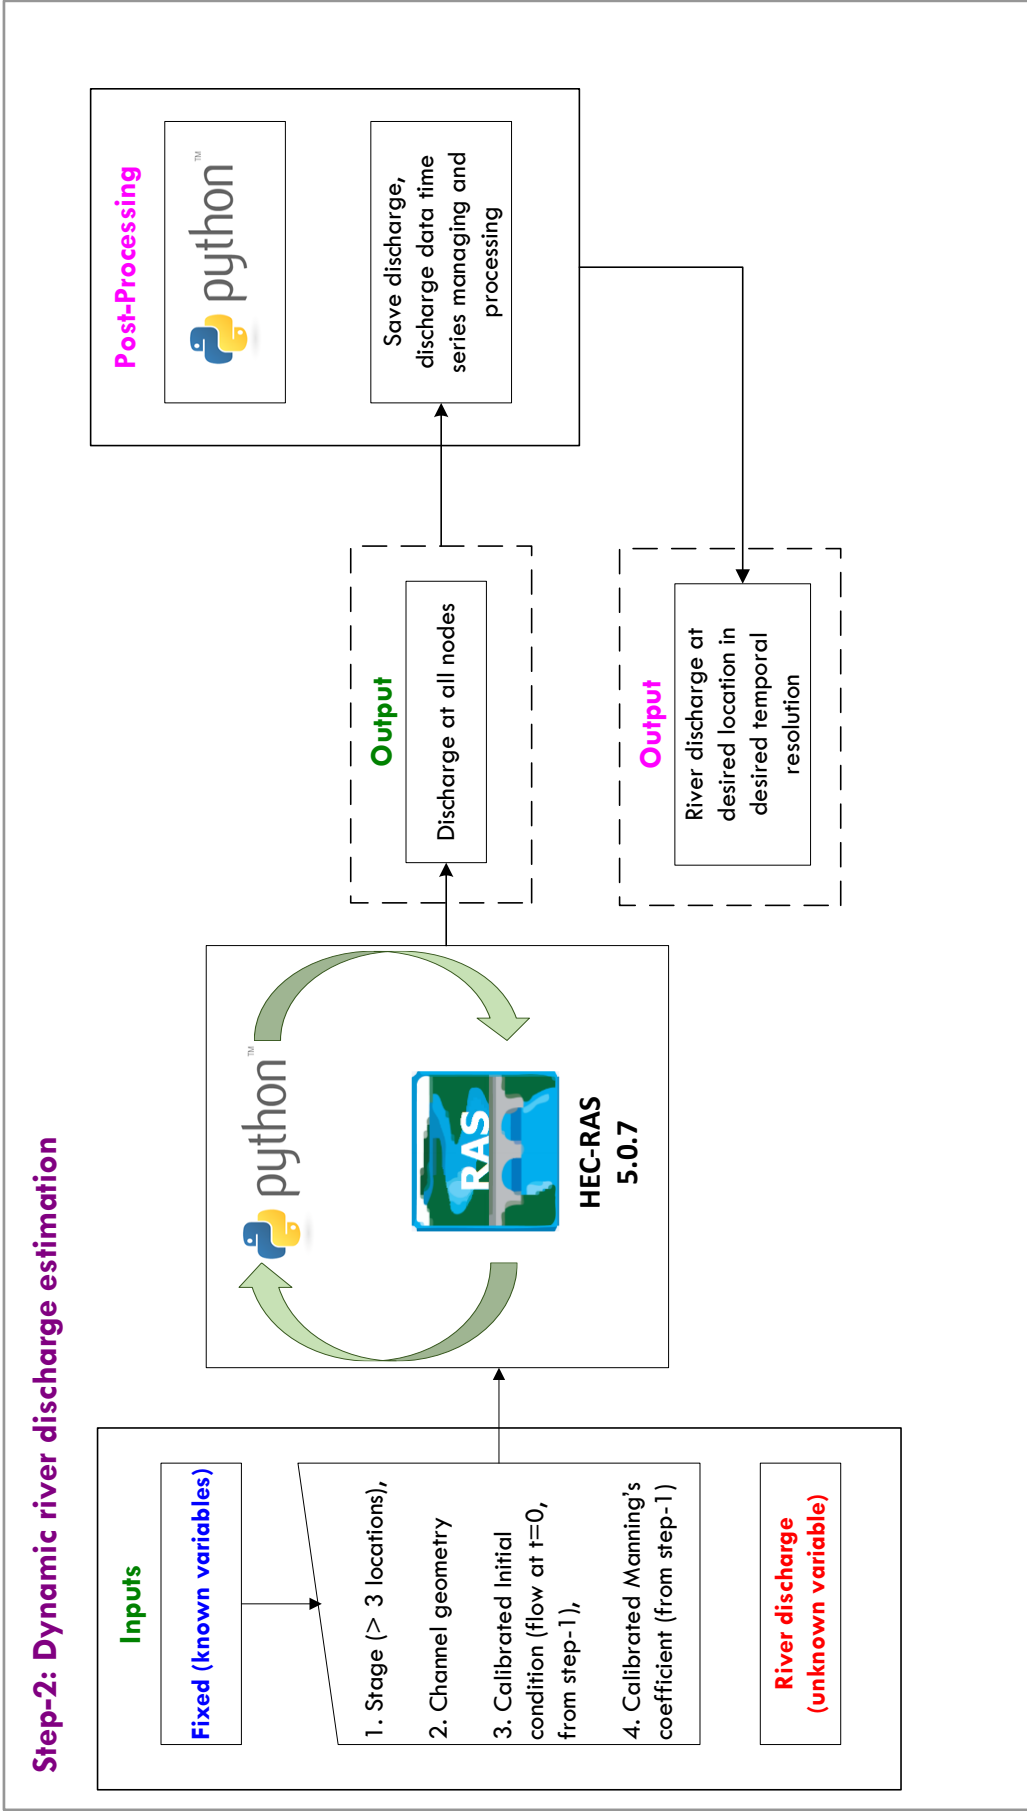 Step-2: Dynamic river discharge estimation
Inputs
Fixed (known variables)
1. Stage (> 3 locations),
2. Channel geometry
3. Calibrated Initial
condition (flow at t=0,
from step-1),
4. Calibrated Manning's
coefficient (from step-1)
River discharge
(unknown variable)
python™
RAS
HEC-RAS
5.0.7
Output
Discharge at all nodes
Post-Processing
python™
Save discharge,
discharge data time
series managing and
processing
Output
River discharge at
desired location in
desired temporal
resolution